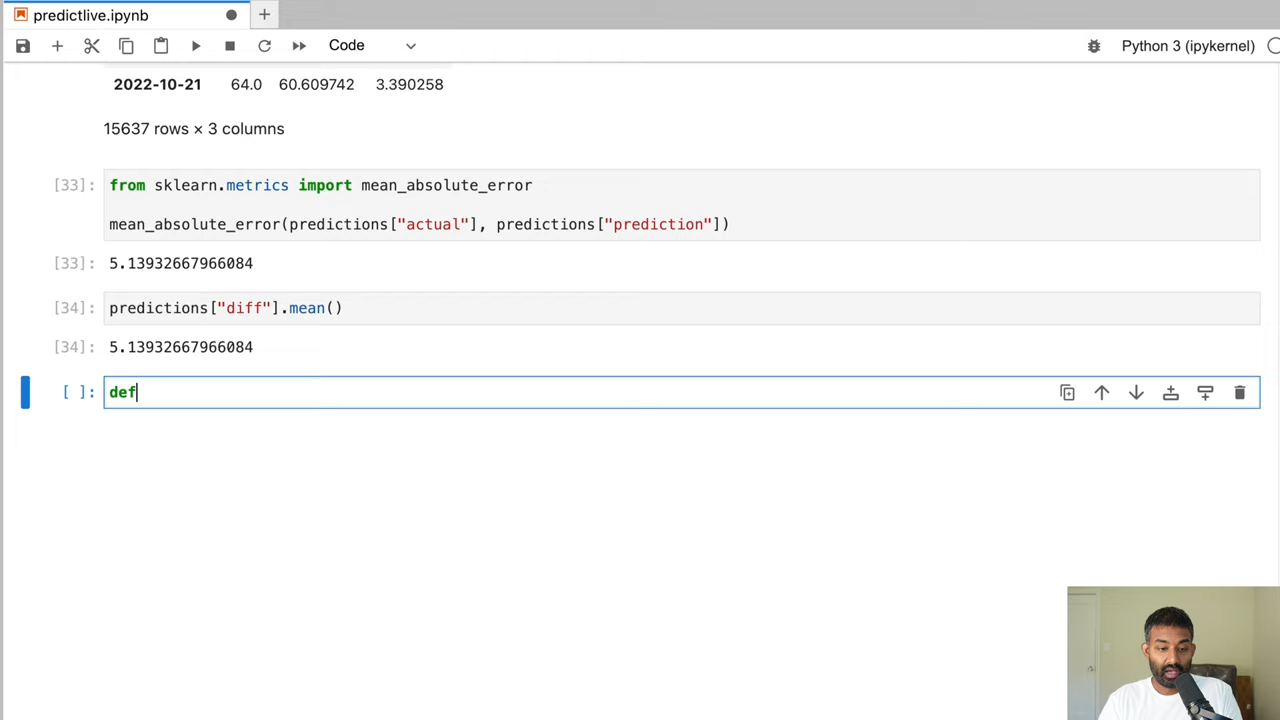 predictlive.ipynb
Code
Python 3 (ipykernel)
2022-10-21 64.0 60.609742 3.390258
15637 rows × 3 columns
[33]: from sklearn.metrics import mean_absolute_error
mean_absolute_error(predictions["actual"], predictions["prediction"])
[33]: 5.13932667966084
[34]: predictions["diff"].mean()
[34]: 5.13932667966084
[ ]: def